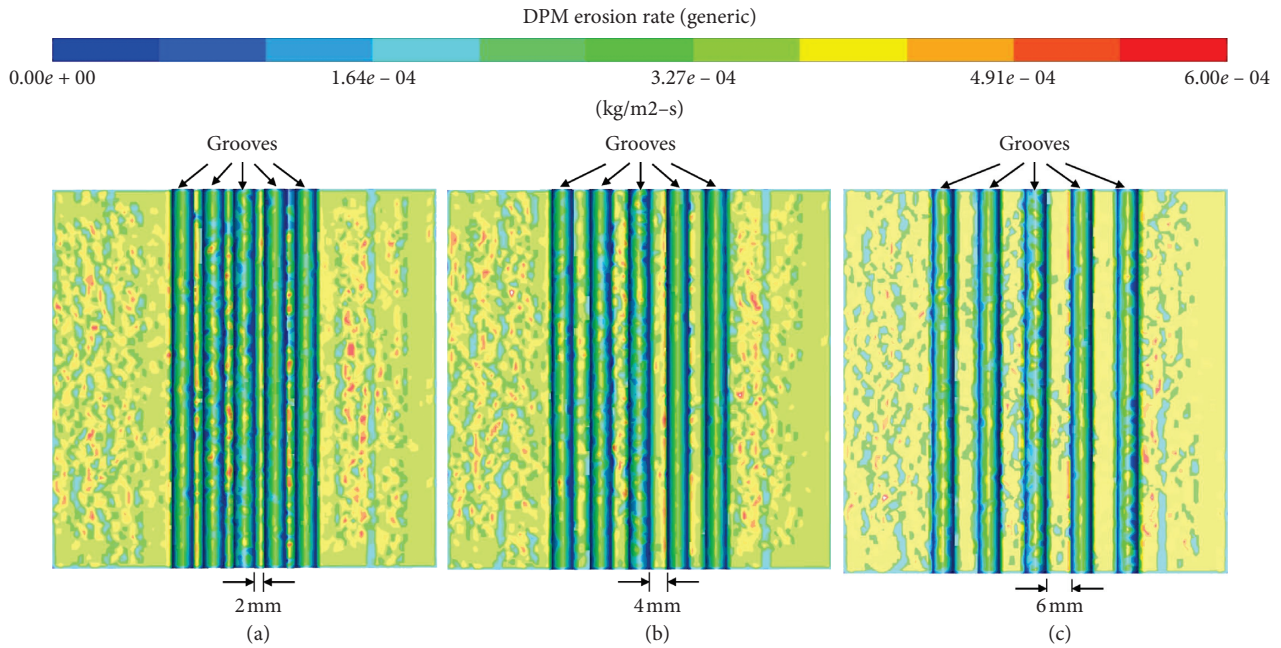 DPM erosion rate (generic)
0.00e + 00 1.64e – 04 3.27e – 04 4.91e – 04 6.00e – 04
(kg/m2–s)
Grooves Grooves Grooves
2 mm 4 mm 6 mm
(a) (b) (c)